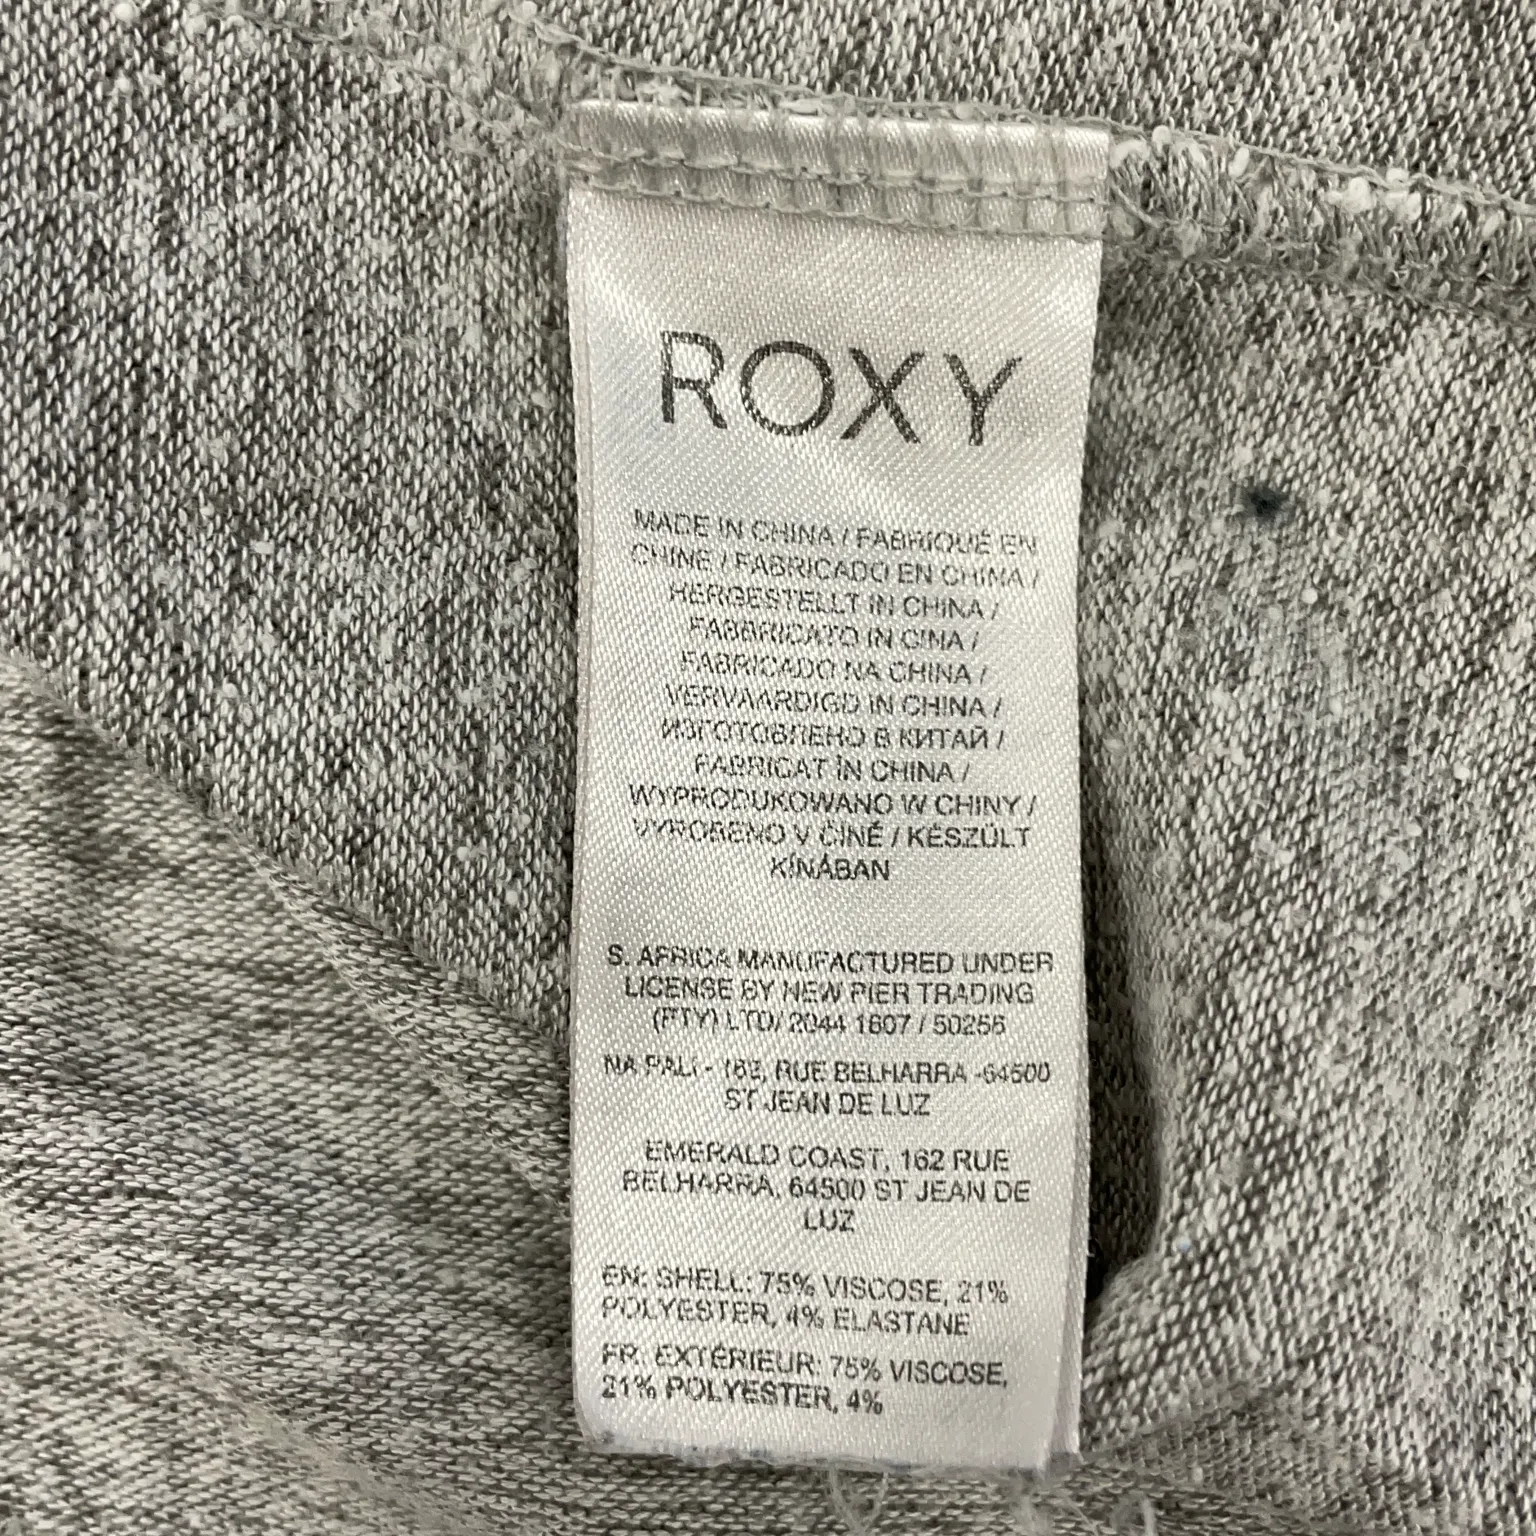 ROXY
MADE IN CHINA / FABRIQUÉ EN
CHINE / FABRICADO EN CHINA /
HERGESTELLT IN CHINA /
FABBRICATO IN CINA /
FABRICADO NA CHINA /
VERVAARDIGD IN CHINA /
ИЗГОТОВЛЕНО В КИТАЙ /
FABRICAT ÎN CHINA /
WYPRODUKOWANO W CHINY /
VYROBENO V ČÍNĚ / KÉSZÜLT
KÍNÁBAN
S. AFRICA MANUFACTURED UNDER
LICENSE BY NEW PIER TRADING
(PTY) LTD/ 2044 1607 / 50256
NA PALI - 162, RUE BELHARRA -64500
ST JEAN DE LUZ
EMERALD COAST, 162 RUE
BELHARRA, 64500 ST JEAN DE
LUZ
EN: SHELL: 75% VISCOSE, 21%
POLYESTER, 4% ELASTANE
FR: EXTÉRIEUR: 75% VISCOSE,
21% POLYESTER, 4%